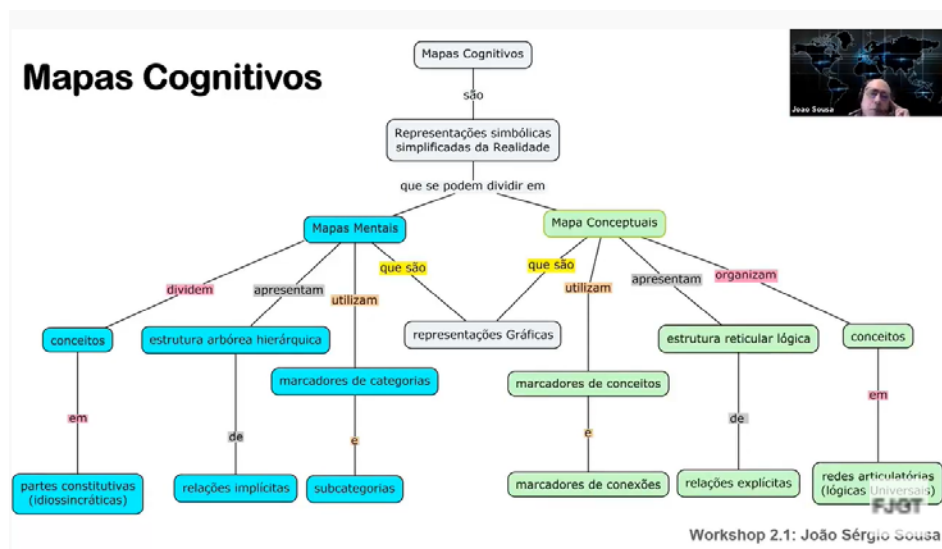 Mapas Cognitivos
Mapas Cognitivos
Joao Sousa
são
Representações simbólicas
simplificadas da Realidade
que se podem dividir em
Mapas Mentais
Mapa Conceptuais
dividem
apresentam
utilizam
que são
que são
utilizam
apresentam
organizam
conceitos
estrutura arbórea hierárquica
representações Gráficas
estrutura reticular lógica
conceitos
marcadores de categorias
marcadores de conceitos
em
de
e
e
de
em
partes constitutivas
(idiossincráticas)
relações implícitas
subcategorias
marcadores de conexões
relações explícitas
redes articulatórias
(lógicas Universais)
FJGT
Workshop 2.1: João Sérgio Sousa